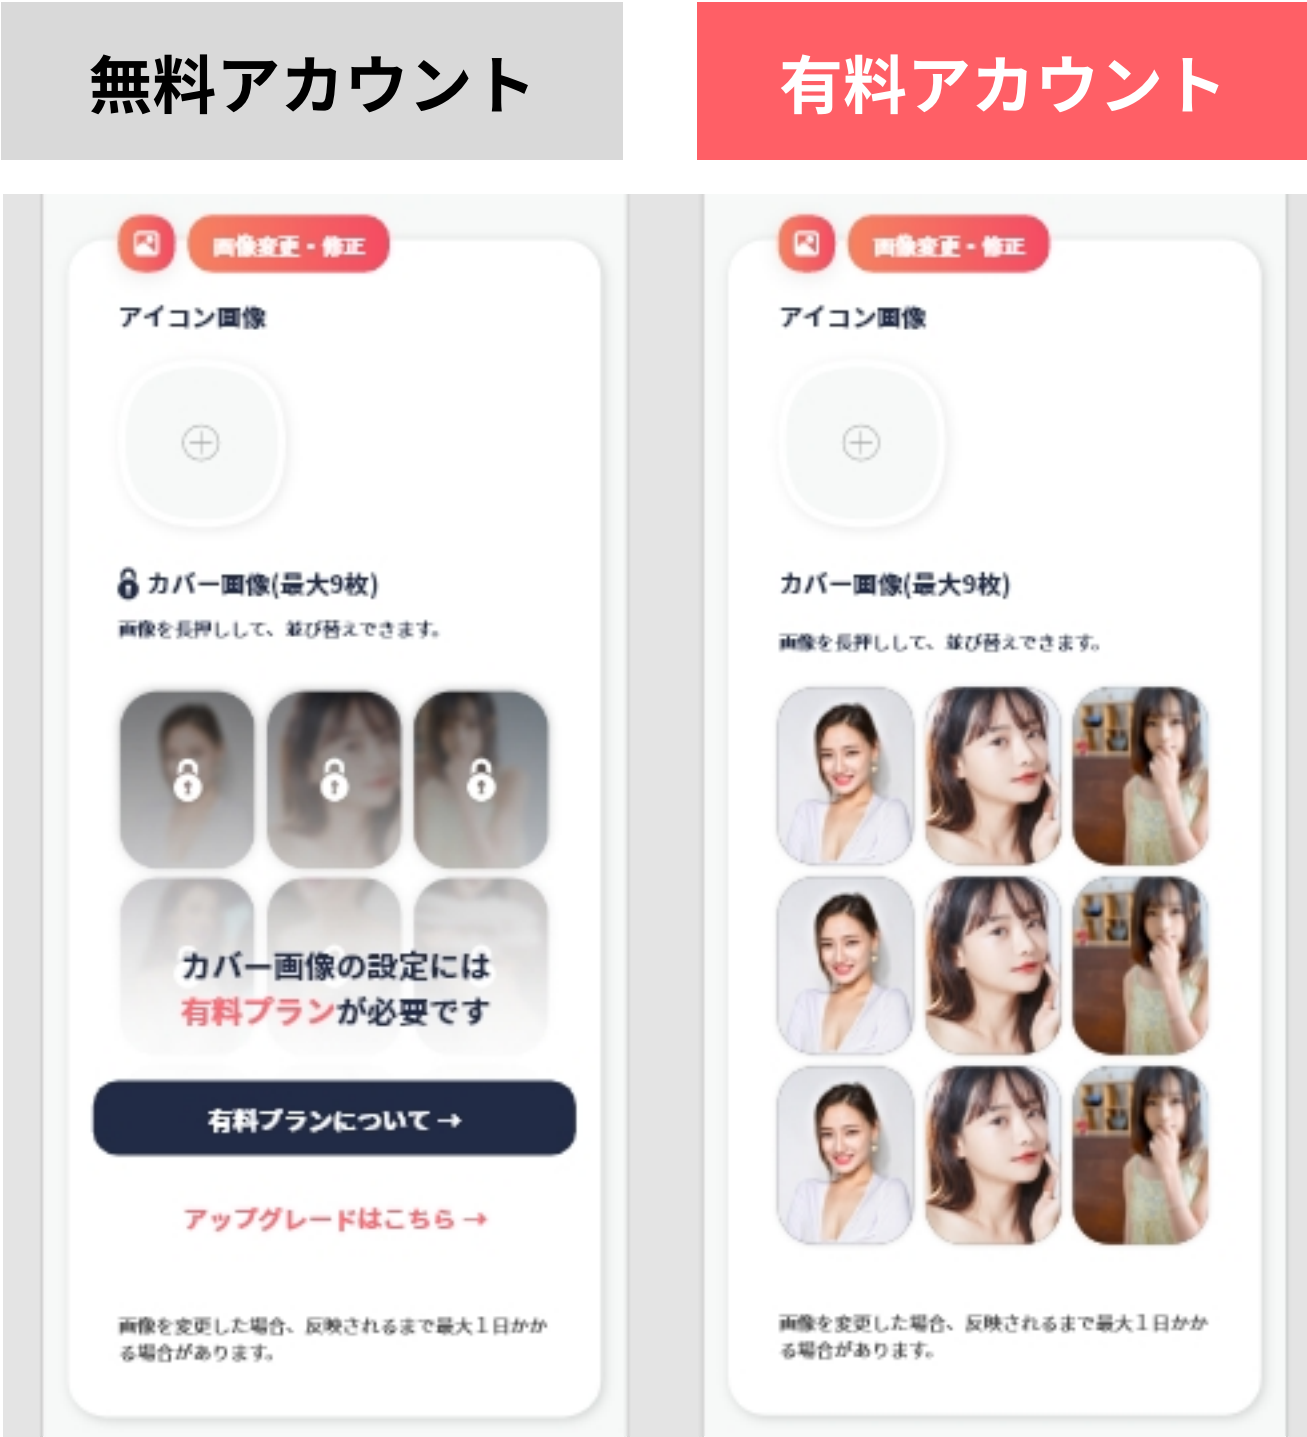 無料アカウント
有料アカウント
画像変更・修正
アイコン画像
カバー画像(最大9枚)
画像を長押しして、並び替えできます。
カバー画像の設定には
有料プランが必要です
有料プランについて →
アップグレードはこちら →
画像を変更した場合、反映されるまで最大１日かか
る場合があります。
画像変更・修正
アイコン画像
カバー画像(最大9枚)
画像を長押しして、並び替えできます。
画像を変更した場合、反映されるまで最大１日かか
る場合があります。